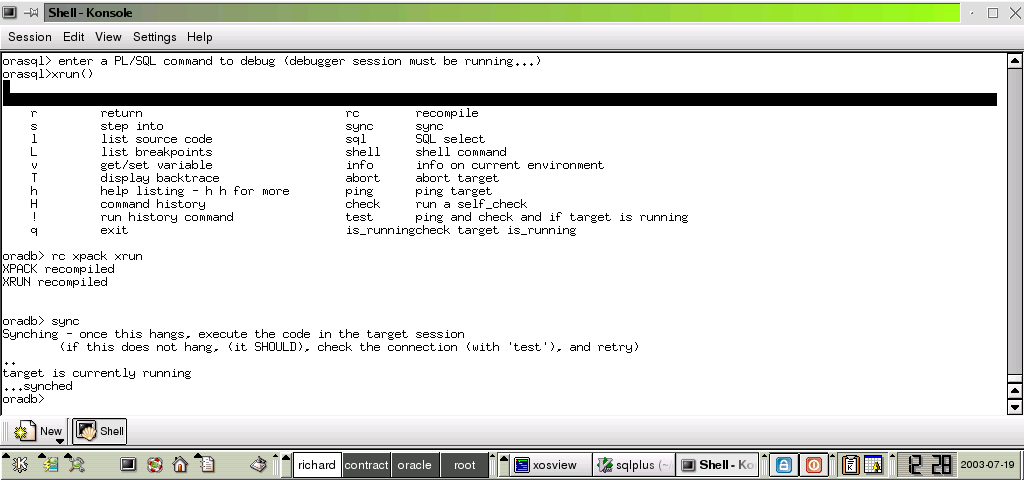 Shell - Konsole
Session Edit View Settings Help
orasql> enter a PL/SQL command to debug (debugger session must be running...)
orasql>xrun()
r return rc recompile
s step into sync sync
l list source code sql SQL select
L list breakpoints shell shell command
v get/set variable info info on current environment
T display backtrace abort abort target
h help listing - h h for more ping ping target
H command history check run a self_check
! run history command test ping and check and if target is running
q exit is_runningcheck target is_running
oradb> rc xpack xrun
XPACK recompiled
XRUN recompiled
oradb> sync
Synching - once this hangs, execute the code in the target session
(if this does not hang, (it SHOULD), check the connection (with 'test'), and retry)
..
target is currently running
...synched
oradb>
New Shell
richard contract oracle root xosview sqlplus (~ Shell - Ko 12 28 2003-07-19